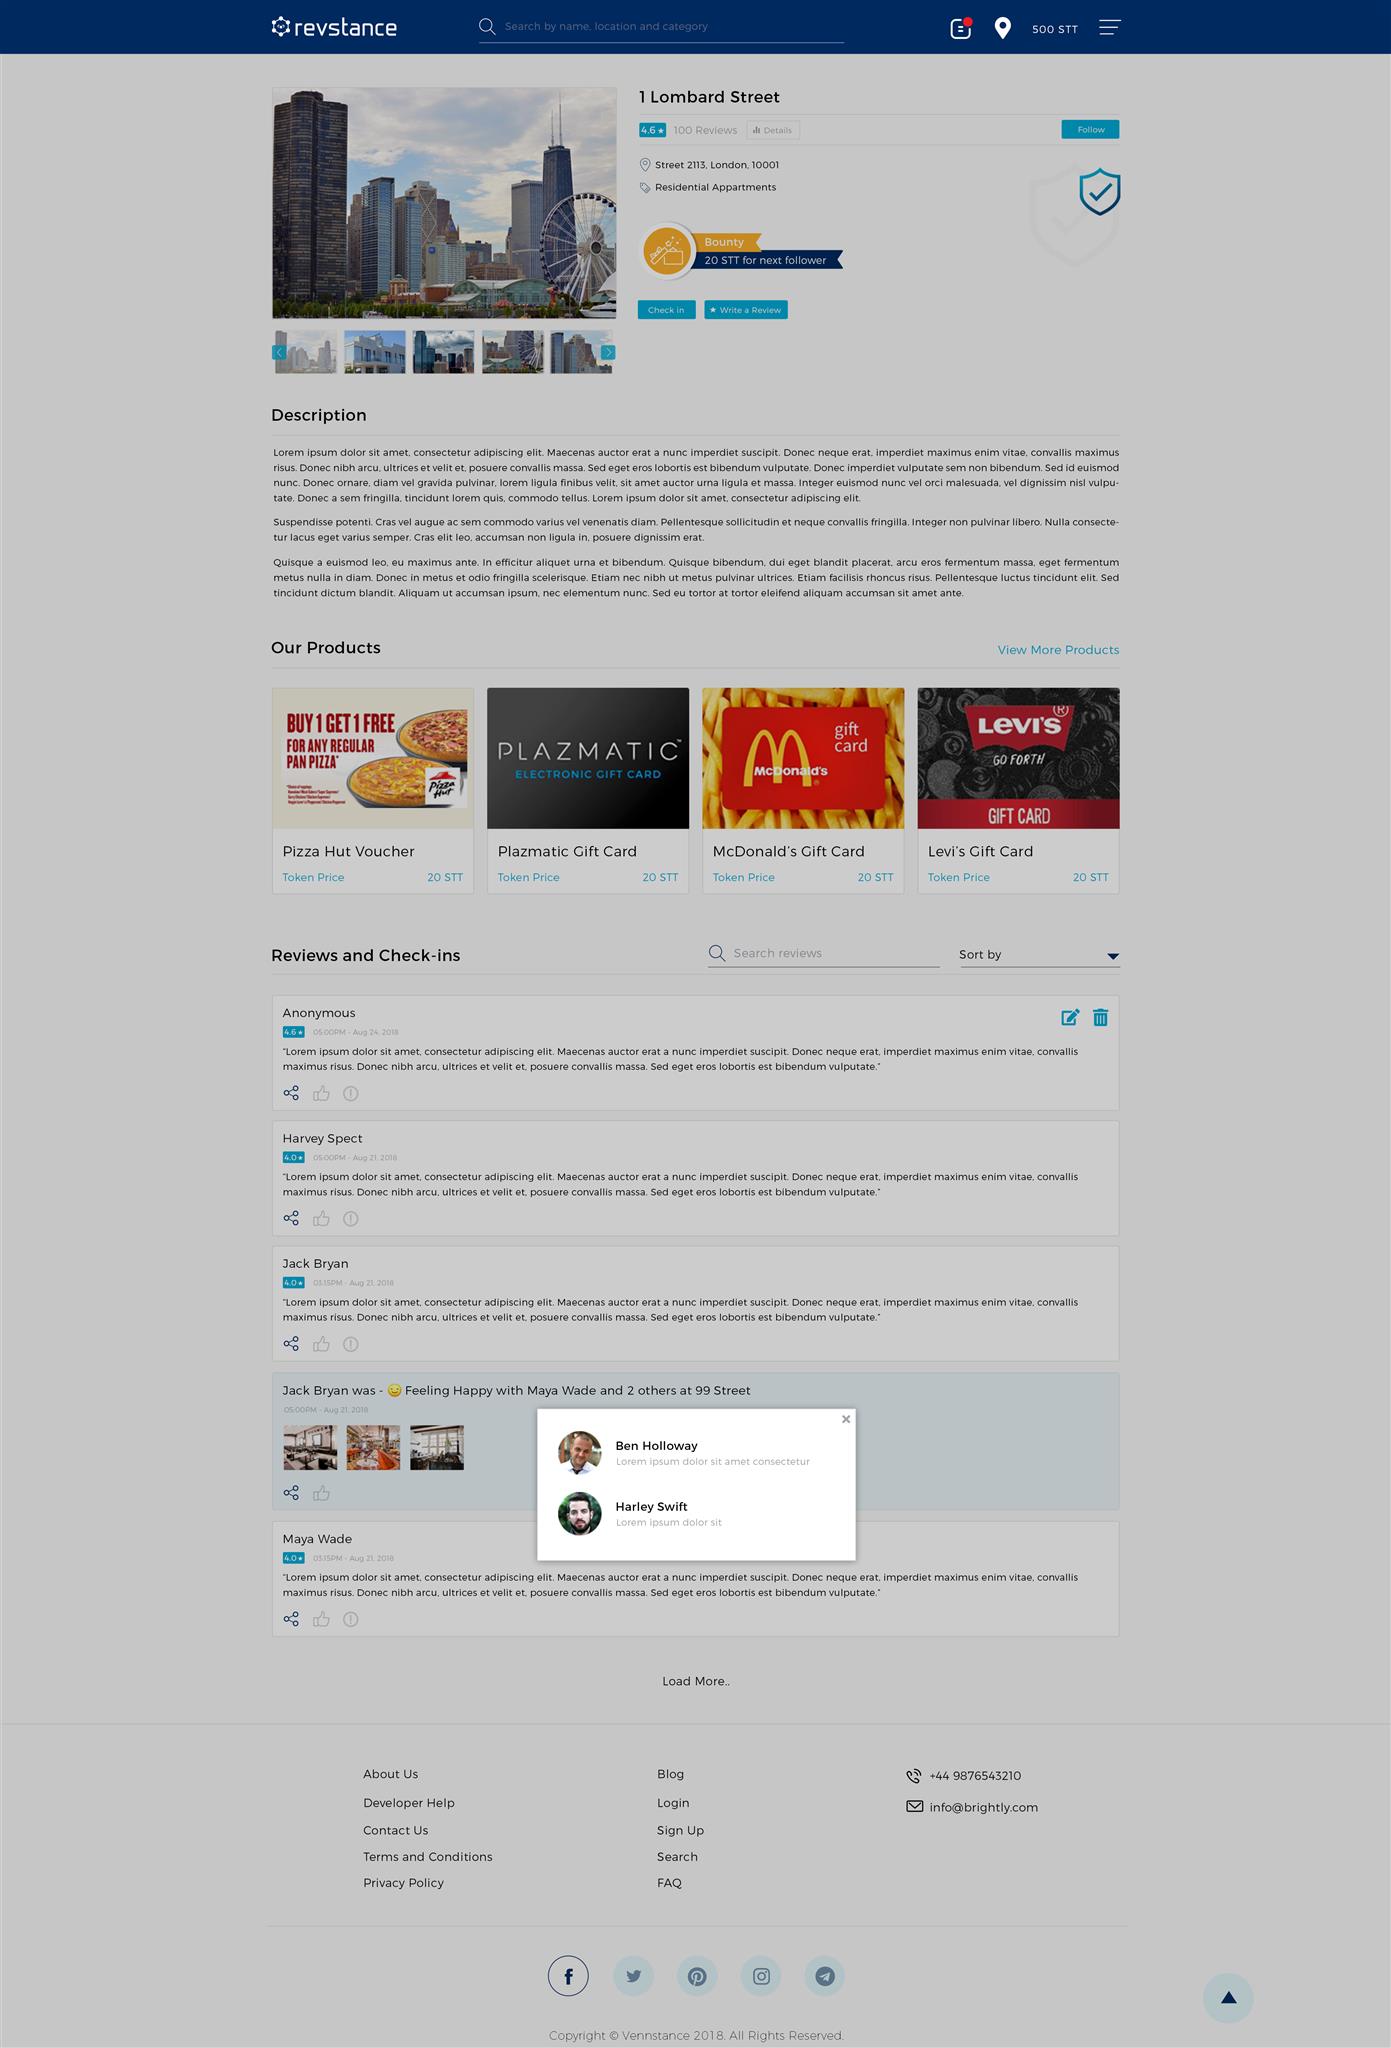 revstance
Search by name, location and category
500 STT
1 Lombard Street
4.6 ★ 100 Reviews Details
Follow
Street 2113, London, 10001
Residential Appartments
Bounty
20 STT for next follower
Check in
★ Write a Review
Description
Lorem ipsum dolor sit amet, consectetur adipiscing elit. Maecenas auctor erat a nunc imperdiet suscipit. Donec neque erat, imperdiet maximus enim vitae, convallis maximus
risus. Donec nibh arcu, ultrices et velit et, posuere convallis massa. Sed eget eros lobortis est bibendum vulputate. Donec imperdiet vulputate sem non bibendum. Sed id euismod
nunc. Donec ornare, diam vel gravida pulvinar, lorem ligula finibus velit, sit amet auctor urna ligula et massa. Integer euismod nunc vel orci malesuada, vel dignissim nisl vulpu-
tate. Donec a sem fringilla, tincidunt lorem quis, commodo tellus. Lorem ipsum dolor sit amet, consectetur adipiscing elit.
Suspendisse potenti. Cras vel augue ac sem commodo varius vel venenatis diam. Pellentesque sollicitudin et neque convallis fringilla. Integer non pulvinar libero. Nulla consecte-
tur lacus eget varius semper. Cras elit leo, accumsan non ligula in, posuere dignissim erat.
Quisque a euismod leo, eu maximus ante. In efficitur aliquet urna et bibendum. Quisque bibendum, dui eget blandit placerat, arcu eros fermentum massa, eget fermentum
metus nulla in diam. Donec in metus et odio fringilla scelerisque. Etiam nec nibh ut metus pulvinar ultrices. Etiam facilisis rhoncus risus. Pellentesque luctus tincidunt elit. Sed
tincidunt dictum blandit. Aliquam ut accumsan ipsum, nec elementum nunc. Sed eu tortor at tortor eleifend aliquam accumsan sit amet ante.
Our Products
View More Products
BUY 1 GET 1 FREE
FOR ANY REGULAR
PAN PIZZA*
Pizza Hut
PLAZMATIC™
ELECTRONIC GIFT CARD
gift card
McDonald's®
LEVI'S®
GO FORTH
GIFT CARD
Pizza Hut Voucher
Token Price 20 STT
Plazmatic Gift Card
Token Price 20 STT
McDonald's Gift Card
Token Price 20 STT
Levi's Gift Card
Token Price 20 STT
Reviews and Check-ins
Search reviews
Sort by
Anonymous
4.6 ★ 05:00PM - Aug 24, 2018
"Lorem ipsum dolor sit amet, consectetur adipiscing elit. Maecenas auctor erat a nunc imperdiet suscipit. Donec neque erat, imperdiet maximus enim vitae, convallis
maximus risus. Donec nibh arcu, ultrices et velit et, posuere convallis massa. Sed eget eros lobortis est bibendum vulputate."
Harvey Spect
4.0 ★ 05:00PM - Aug 21, 2018
"Lorem ipsum dolor sit amet, consectetur adipiscing elit. Maecenas auctor erat a nunc imperdiet suscipit. Donec neque erat, imperdiet maximus enim vitae, convallis
maximus risus. Donec nibh arcu, ultrices et velit et, posuere convallis massa. Sed eget eros lobortis est bibendum vulputate."
Jack Bryan
4.0 ★ 03:15PM - Aug 21, 2018
"Lorem ipsum dolor sit amet, consectetur adipiscing elit. Maecenas auctor erat a nunc imperdiet suscipit. Donec neque erat, imperdiet maximus enim vitae, convallis
maximus risus. Donec nibh arcu, ultrices et velit et, posuere convallis massa. Sed eget eros lobortis est bibendum vulputate."
Jack Bryan was - 😉 Feeling Happy with Maya Wade and 2 others at 99 Street
05:00PM - Aug 21, 2018
Ben Holloway
Lorem ipsum dolor sit amet consectetur
Harley Swift
Lorem ipsum dolor sit
Maya Wade
4.0 ★ 03:15PM - Aug 21, 2018
"Lorem ipsum dolor sit amet, consectetur adipiscing elit. Maecenas auctor erat a nunc imperdiet suscipit. Donec neque erat, imperdiet maximus enim vitae, convallis
maximus risus. Donec nibh arcu, ultrices et velit et, posuere convallis massa. Sed eget eros lobortis est bibendum vulputate."
Load More..
About Us
Developer Help
Contact Us
Terms and Conditions
Privacy Policy
Blog
Login
Sign Up
Search
FAQ
+44 9876543210
info@brightly.com
Copyright © Vennstance 2018. All Rights Reserved.